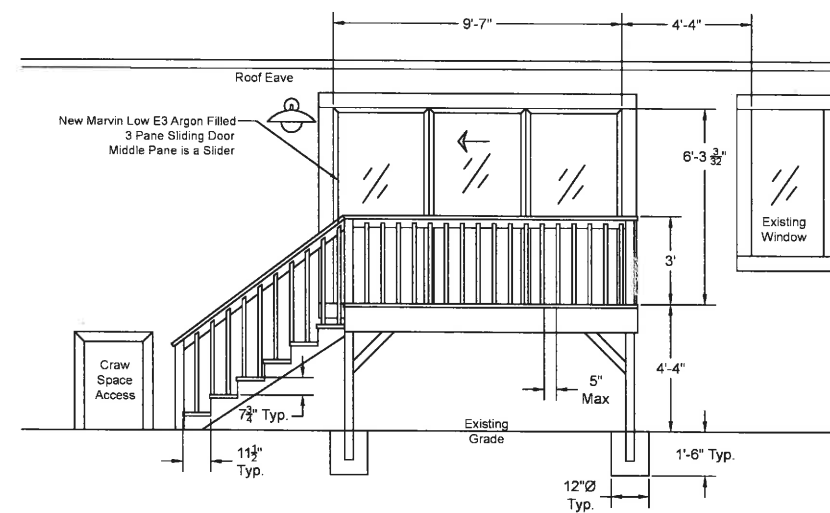 9'-7"
4'-4"
Roof Eave
New Marvin Low E3 Argon Filled
3 Pane Sliding Door
Middle Pane is a Slider
6'-3 3/32"
Existing
Window
3'
Craw
Space
Access
4'-4"
5"
Max
7 3/4" Typ.
Existing
Grade
11 1/2"
Typ.
1'-6" Typ.
12"Ø
Typ.